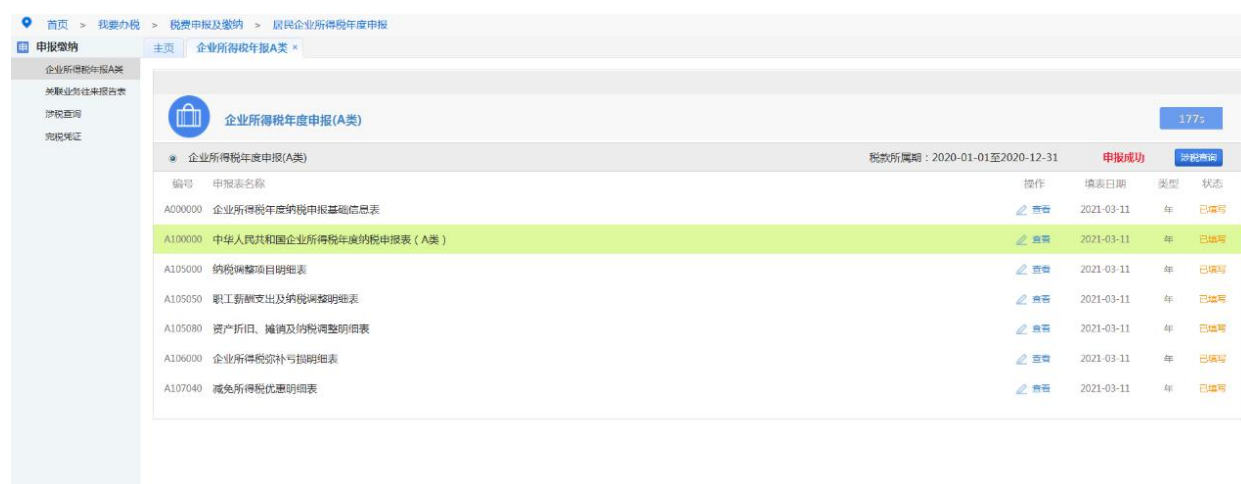 首页 > 我要办税 > 税费申报及缴纳 > 居民企业所得税年度申报
申 申报缴纳
主页 企业所得税年报A类 ×
企业所得税年报A类
关联业务往来报告表
涉税查询
完税凭证
企业所得税年度申报(A类)
177s
企业所得税年度申报(A类) 税款所属期：2020-01-01至2020-12-31 申报成功 涉税查询
编号 申报表名称 操作 填表日期 类型 状态
A000000 企业所得税年度纳税申报基础信息表 查看 2021-03-11 年 已填写
A100000 中华人民共和国企业所得税年度纳税申报表（A类） 查看 2021-03-11 年 已填写
A105000 纳税调整项目明细表 查看 2021-03-11 年 已填写
A105050 职工薪酬支出及纳税调整明细表 查看 2021-03-11 年 已填写
A105080 资产折旧、摊销及纳税调整明细表 查看 2021-03-11 年 已填写
A106000 企业所得税弥补亏损明细表 查看 2021-03-11 年 已填写
A107040 减免所得税优惠明细表 查看 2021-03-11 年 已填写